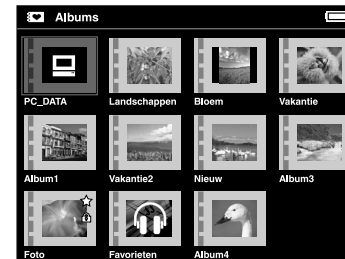 Albums
PC_DATA Landschappen Bloem Vakantie
Album1 Vakantie2 Nieuw Album3
Foto Favorieten Album4